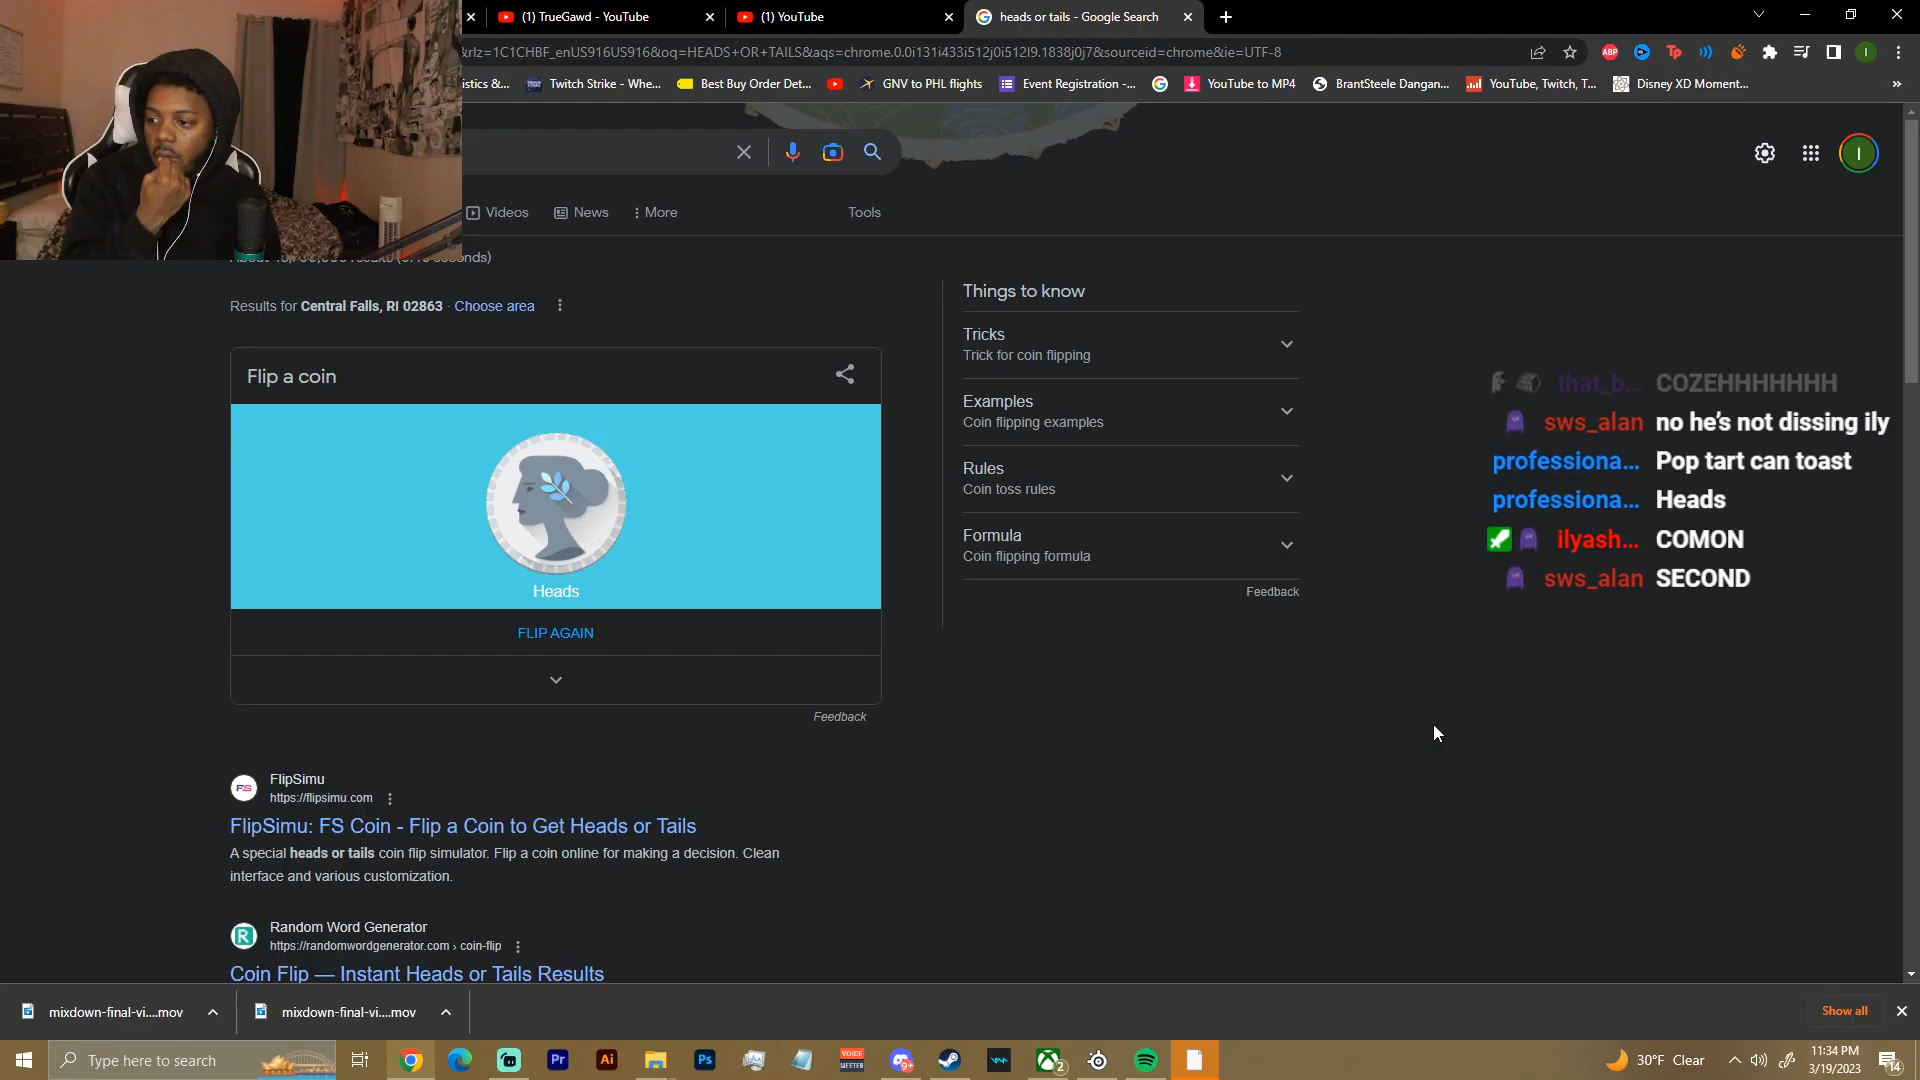 (1) TrueGawd - YouTube
(1) YouTube
heads or tails - Google Search
&rlz=1C1CHBF_enUS916US916&oq=HEADS+OR+TAILS&aqs=chrome.0.0i131i433i512j0i512l9.1838j0j7&sourceid=chrome&ie=UTF-8
istics &...
Twitch Strike - Whe...
Best Buy Order Det...
GNV to PHL flights
Event Registration -...
YouTube to MP4
BrantSteele Dangan...
YouTube, Twitch, T...
Disney XD Moment...
Videos
News
More
Tools
Results for Central Falls, RI 02863 · Choose area
Flip a coin
Heads
FLIP AGAIN
Feedback
Things to know
Tricks
Trick for coin flipping
Examples
Coin flipping examples
Rules
Coin toss rules
Formula
Coin flipping formula
Feedback
that_b... COZEHHHHHHH
sws_alan no he's not dissing ily
professiona... Pop tart can toast
professiona... Heads
ilyash... COMON
sws_alan SECOND
FlipSimu
https://flipsimu.com
FlipSimu: FS Coin - Flip a Coin to Get Heads or Tails
A special heads or tails coin flip simulator. Flip a coin online for making a decision. Clean
interface and various customization.
Random Word Generator
https://randomwordgenerator.com › coin-flip
Coin Flip — Instant Heads or Tails Results
mixdown-final-vi....mov
mixdown-final-vi....mov
Show all
Type here to search
30°F Clear
11:34 PM
3/19/2023
14